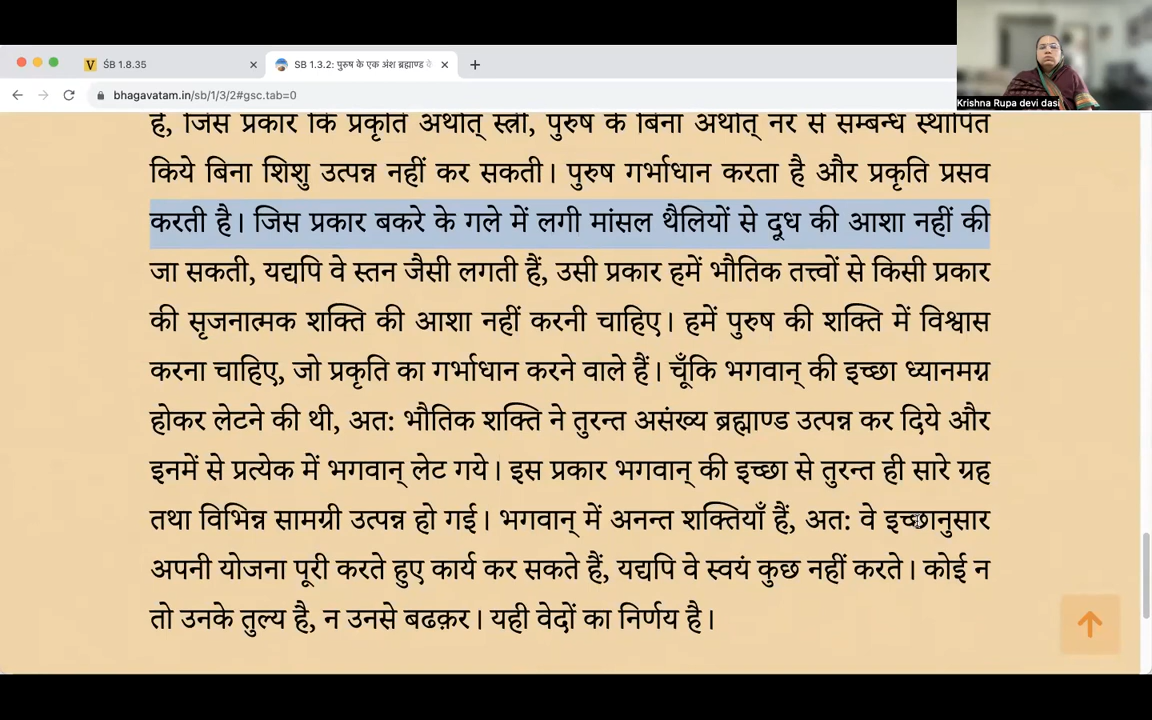 ŚB 1.8.35
SB 1.3.2: पुरुष के एक अंश ब्रह्माण्ड के
bhagavatam.in/sb/1/3/2#gsc.tab=0
Krishna Rupa devi dasi
है, जिस प्रकार कि प्रकृति अर्थात् स्त्री, पुरुष के बिना अर्थात् नर से सम्बन्ध स्थापित
किये बिना शिशु उत्पन्न नहीं कर सकती। पुरुष गर्भाधान करता है और प्रकृति प्रसव
करती है। जिस प्रकार बकरे के गले में लगी मांसल थैलियों से दूध की आशा नहीं की
जा सकती, यद्यपि वे स्तन जैसी लगती हैं, उसी प्रकार हमें भौतिक तत्त्वों से किसी प्रकार
की सृजनात्मक शक्ति की आशा नहीं करनी चाहिए। हमें पुरुष की शक्ति में विश्वास
करना चाहिए, जो प्रकृति का गर्भाधान करने वाले हैं। चूँकि भगवान् की इच्छा ध्यानमग्न
होकर लेटने की थी, अत: भौतिक शक्ति ने तुरन्त असंख्य ब्रह्माण्ड उत्पन्न कर दिये और
इनमें से प्रत्येक में भगवान् लेट गये। इस प्रकार भगवान् की इच्छा से तुरन्त ही सारे ग्रह
तथा विभिन्न सामग्री उत्पन्न हो गई। भगवान् में अनन्त शक्तियाँ हैं, अत: वे इच्छानुसार
अपनी योजना पूरी करते हुए कार्य कर सकते हैं, यद्यपि वे स्वयं कुछ नहीं करते। कोई न
तो उनके तुल्य है, न उनसे बढक़र। यही वेदों का निर्णय है।